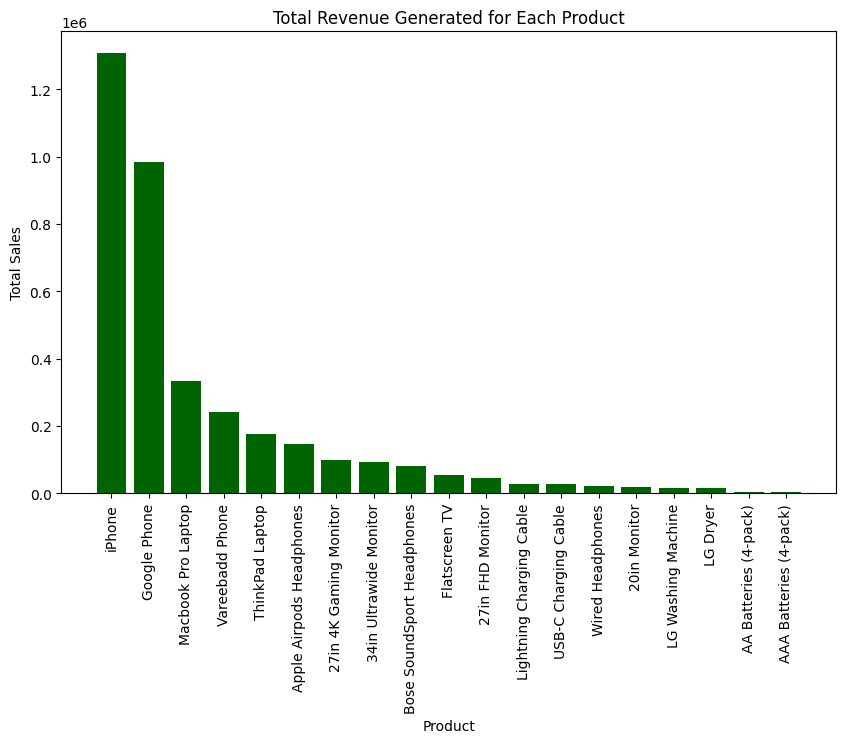 Total Revenue Generated for Each Product
1e6
1.2
1.0
0.8
0.6
0.4
0.2
0.0
Total Sales
iPhone
Google Phone
Macbook Pro Laptop
Vareebadd Phone
ThinkPad Laptop
Apple Airpods Headphones
27in 4K Gaming Monitor
34in Ultrawide Monitor
Bose SoundSport Headphones
Flatscreen TV
27in FHD Monitor
Lightning Charging Cable
USB-C Charging Cable
Wired Headphones
20in Monitor
LG Washing Machine
LG Dryer
AA Batteries (4-pack)
AAA Batteries (4-pack)
Product